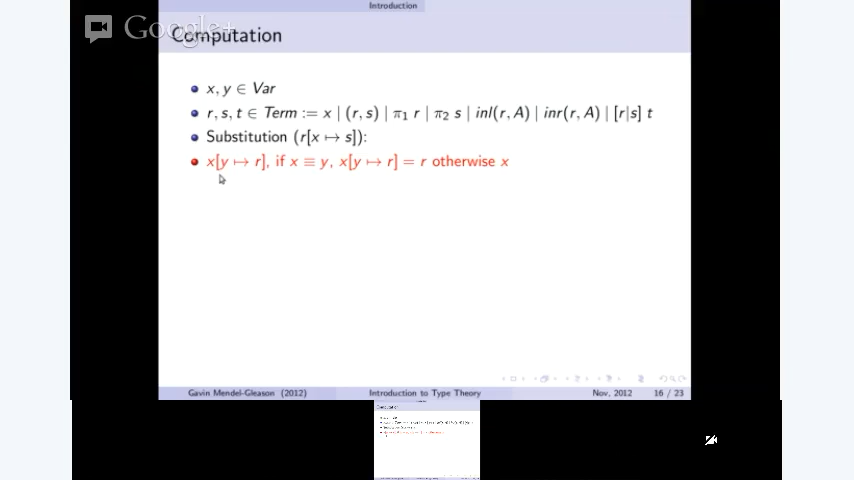 Introduction
Google+
Computation
x, y ∈ Var
r, s, t ∈ Term := x | (r, s) | π₁ r | π₂ s | inl(r, A) | inr(r, A) | [r|s] t
Substitution (r[x ↦ s]):
x[y ↦ r], if x ≡ y, x[y ↦ r] = r otherwise x
Gavin Mendel-Gleason (2012) Introduction to Type Theory Nov, 2012 16 / 23